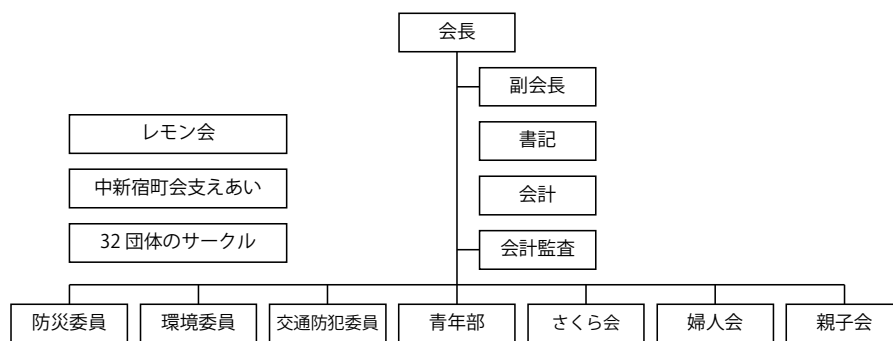 会長
副会長
書記
会計
会計監査
レモン会
中新宿町会支えあい
32団体のサークル
防災委員
環境委員
交通防犯委員
青年部
さくら会
婦人会
親子会